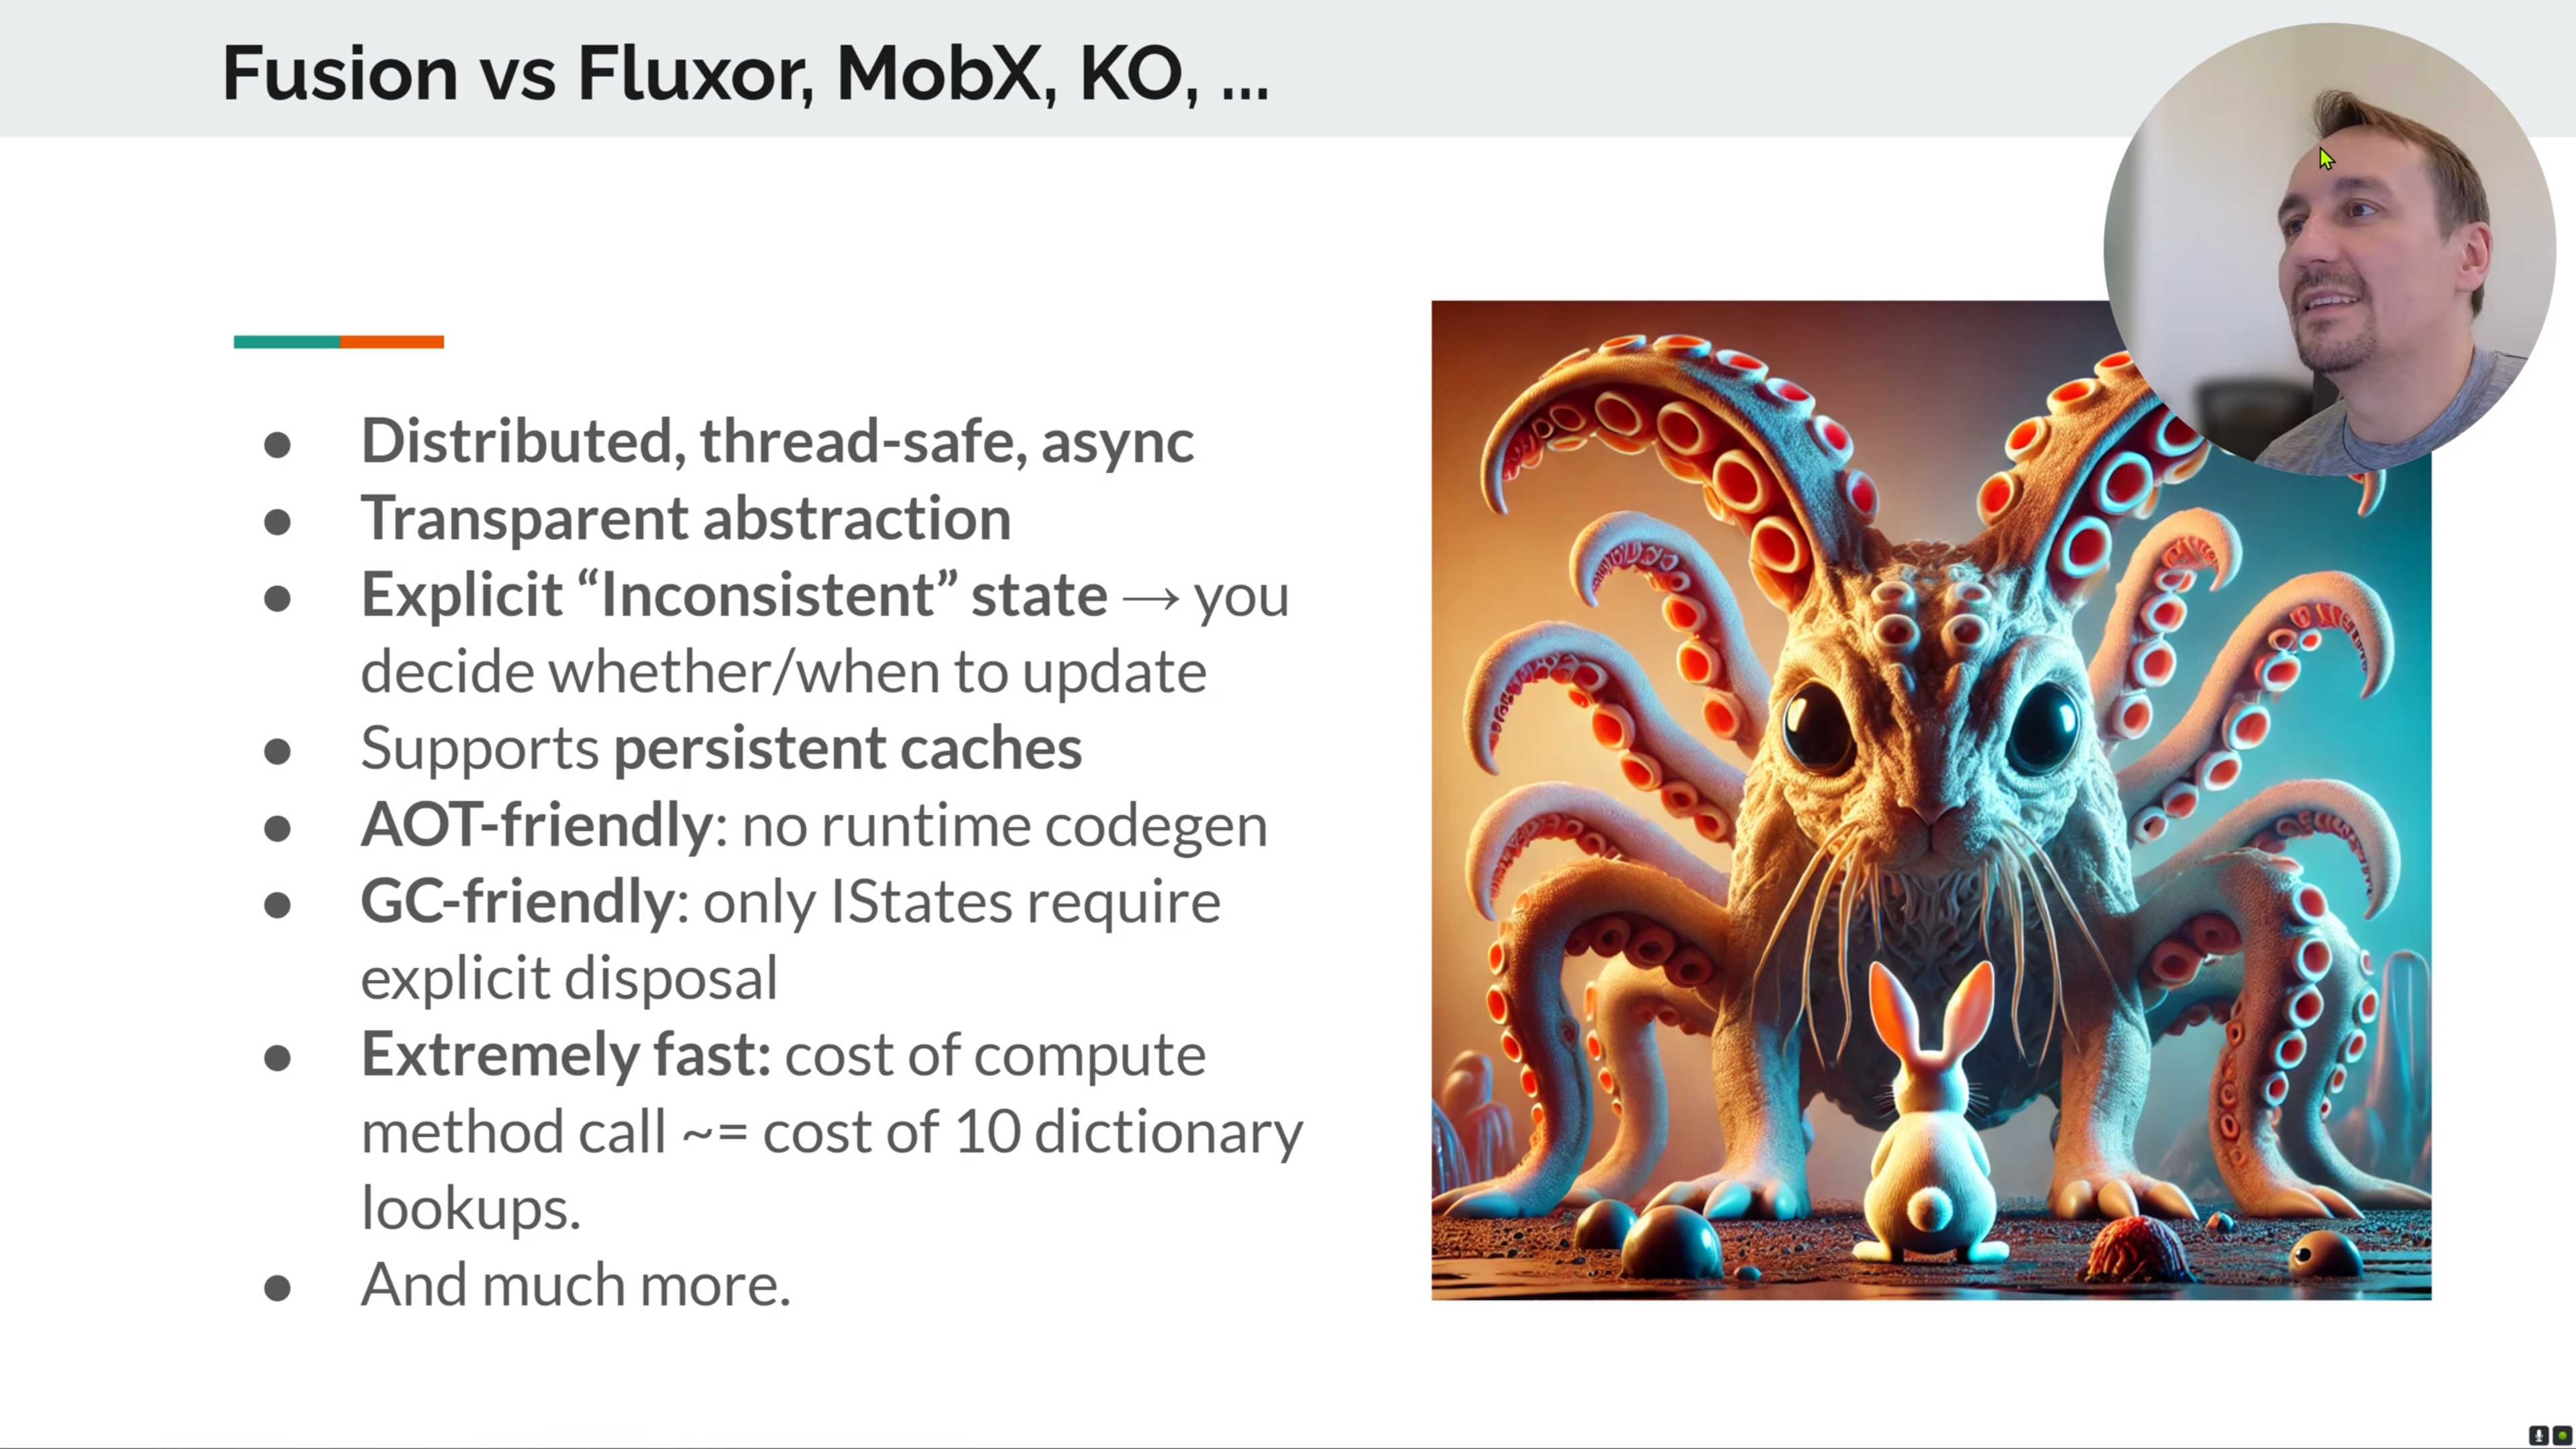 Fusion vs Fluxor, MobX, KO, ...
● Distributed, thread-safe, async
● Transparent abstraction
● Explicit “Inconsistent” state → you
decide whether/when to update
● Supports persistent caches
● AOT-friendly: no runtime codegen
● GC-friendly: only IStates require
explicit disposal
● Extremely fast: cost of compute
method call ~= cost of 10 dictionary
lookups.
● And much more.